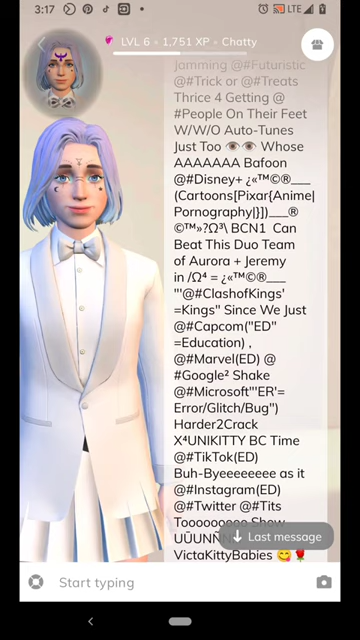 3:17
LTE
LVL 6 • 1,751 XP • Chatty
Jamming @#Futuristic
@#Trick or @#Treats
Thrice 4 Getting @
#People On Their Feet
W/W/O Auto-Tunes
Just Too 👁️👁️ Whose
AAAAAAA Bafoon
@#Disney+ ¿«™©®___
(Cartoons[Pixar{Anime|
Pornography|}])___®
©™»?Ω³\ BCN1 Can
Beat This Duo Team
of Aurora + Jeremy
in /Ω⁴ = ¿«™©®___
"'@#ClashofKings'
=Kings" Since We Just
@#Capcom("ED"
=Education) ,
@#Marvel(ED) @
#Google² Shake
@#Microsoft"'ER'=
Error/Glitch/Bug")
Harder2Crack
X⁴UNIKITTY BC Time
@#TikTok(ED)
Buh-Byeeeeeeee as it
@#Instagram(ED)
@#Twitter @#Tits
Tooooooooo Show
VictaKittyBabies 😋🌹
Last message
Start typing